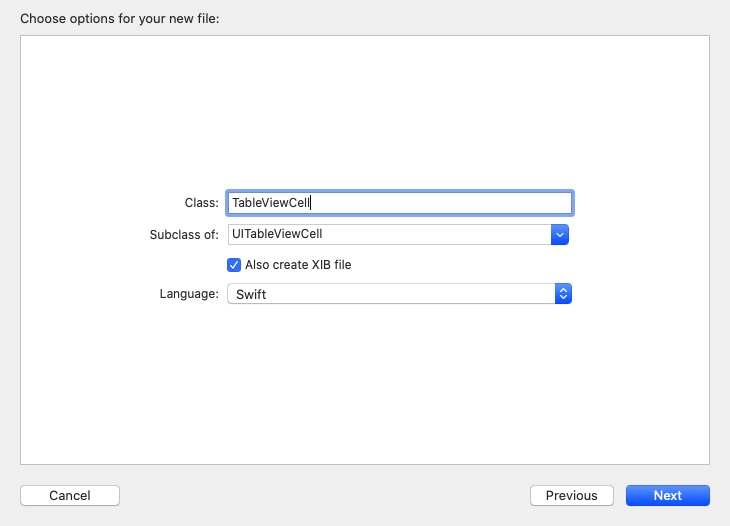 Choose options for your new file:
Class: TableViewCell
Subclass of: UITableViewCell
Also create XIB file
Language: Swift
Cancel Previous Next